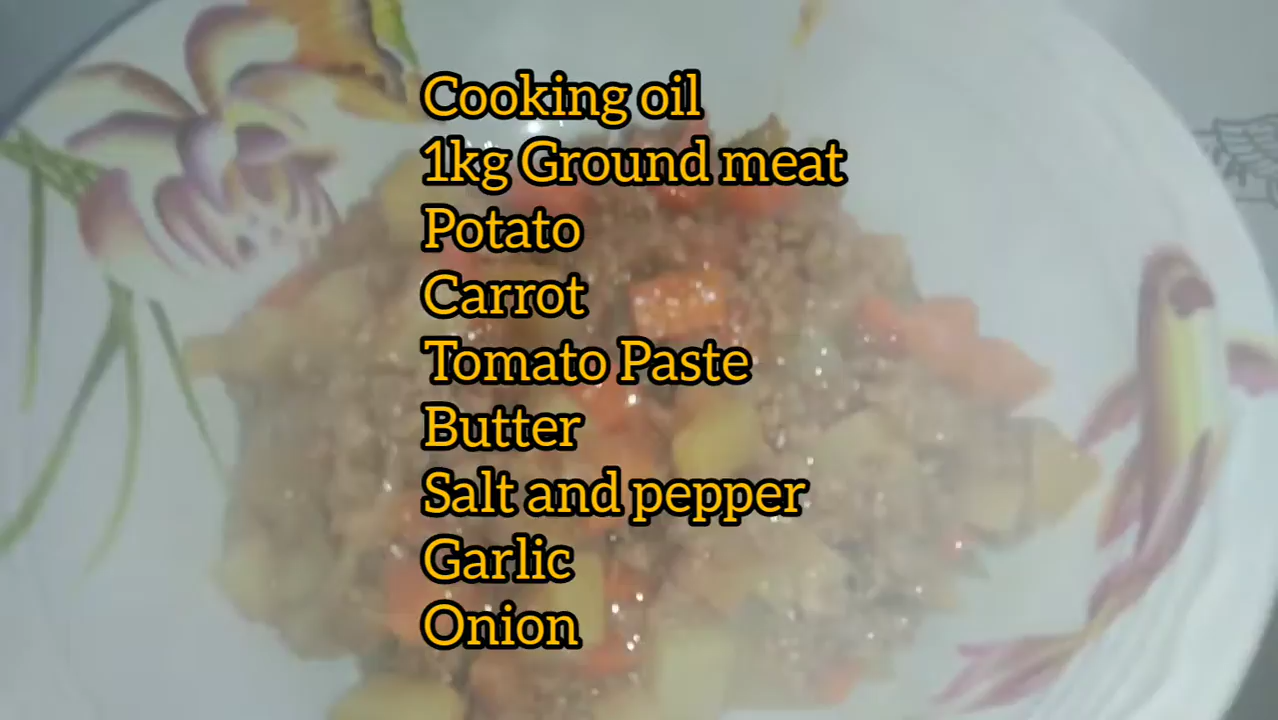 Cooking oil
1kg Ground meat
Potato
Carrot
Tomato Paste
Butter
Salt and pepper
Garlic
Onion